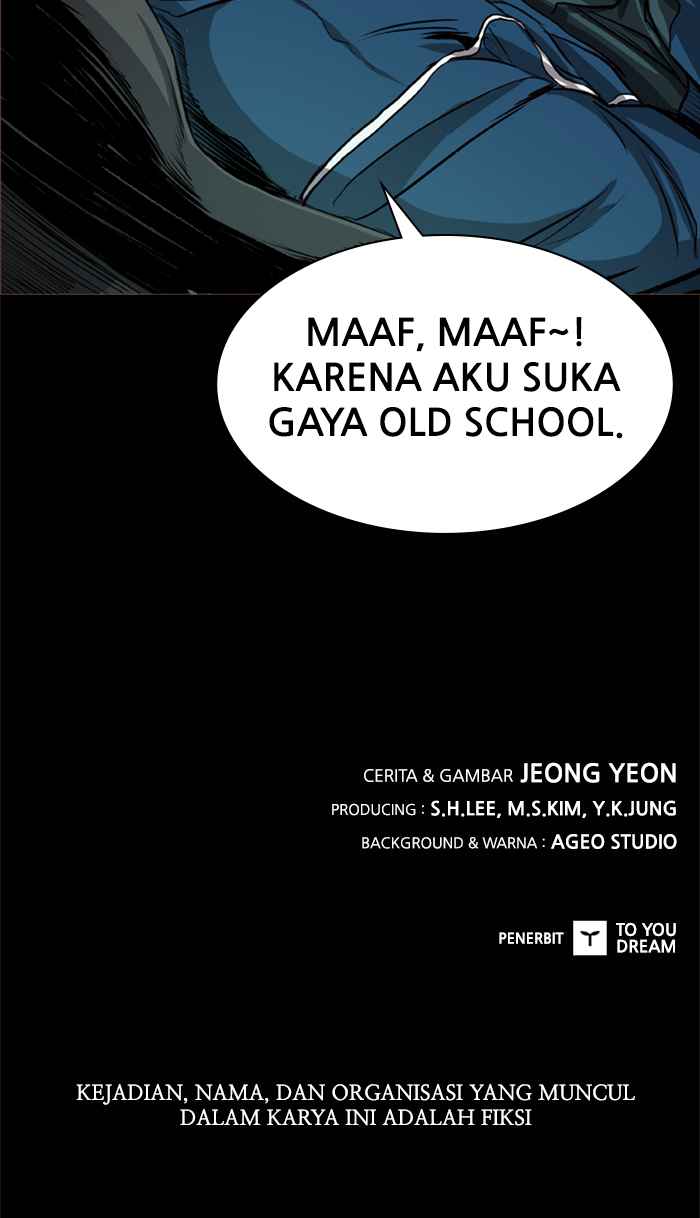 MAAF, MAAF~!
KARENA AKU SUKA
GAYA OLD SCHOOL.
CERITA & GAMBAR JEONG YEON
PRODUCING : S.H.LEE, M.S.KIM, Y.K.JUNG
BACKGROUND & WARNA : AGEO STUDIO
PENERBIT TO YOU
DREAM
KEJADIAN, NAMA, DAN ORGANISASI YANG MUNCUL
DALAM KARYA INI ADALAH FIKSI